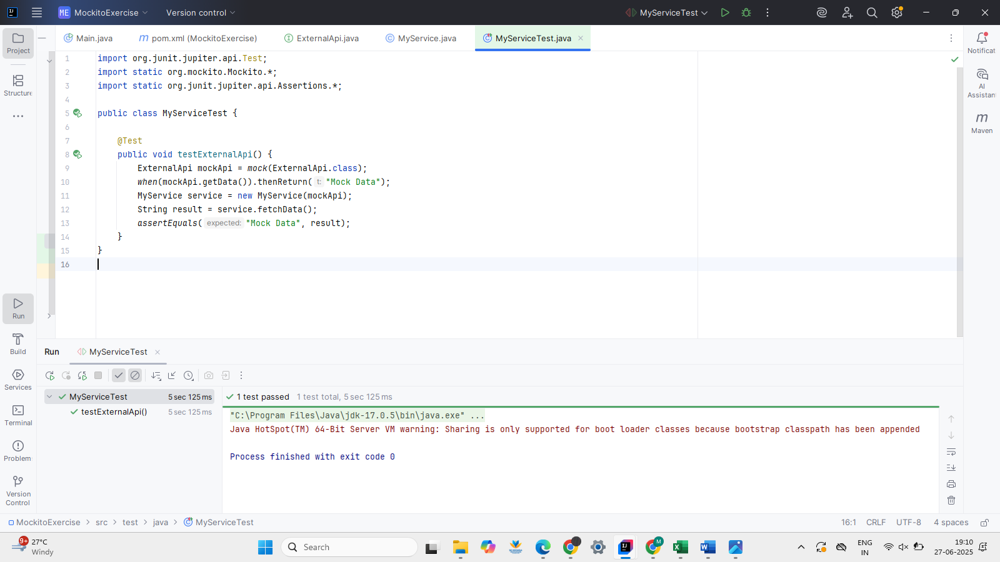 ME MockitoExercise Version control MyServiceTest
Project
Main.java pom.xml (MockitoExercise) ExternalApi.java MyService.java MyServiceTest.java
Notificat
Structure
AI
Assistan
Maven
1 import org.junit.jupiter.api.Test;
2 import static org.mockito.Mockito.*;
3 import static org.junit.jupiter.api.Assertions.*;
4
5 public class MyServiceTest {
6
7 @Test
8 public void testExternalApi() {
9 ExternalApi mockApi = mock(ExternalApi.class);
10 when(mockApi.getData()).thenReturn( t: "Mock Data");
11 MyService service = new MyService(mockApi);
12 String result = service.fetchData();
13 assertEquals( expected: "Mock Data", result);
14 }
15 }
16
Run
Build
Services
Terminal
Problem
Version
Control
Run MyServiceTest
MyServiceTest 5 sec 125 ms
testExternalApi() 5 sec 125 ms
1 test passed 1 test total, 5 sec 125 ms
"C:\Program Files\Java\jdk-17.0.5\bin\java.exe" ...
Java HotSpot(TM) 64-Bit Server VM warning: Sharing is only supported for boot loader classes because bootstrap classpath has been appended
Process finished with exit code 0
MockitoExercise > src > test > java > MyServiceTest
16:1 CRLF UTF-8 4 spaces
9+
27°C
Windy
Search
M
ENG
IN
19:10
27-06-2025